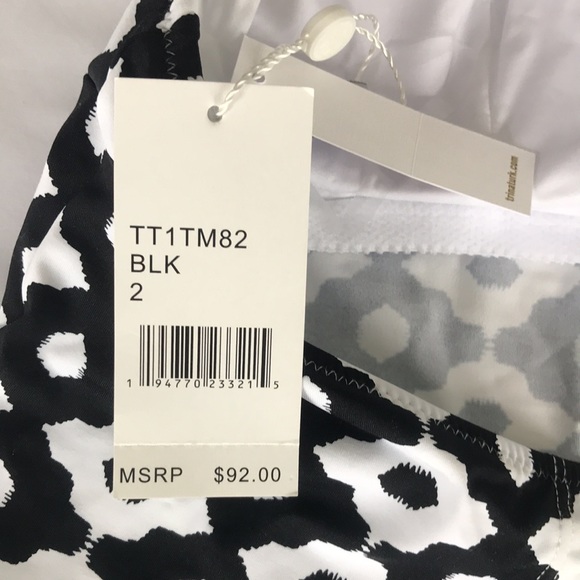 TT1TM82
BLK
2
1 94770 23321 5
MSRP $92.00
trinaturk.com